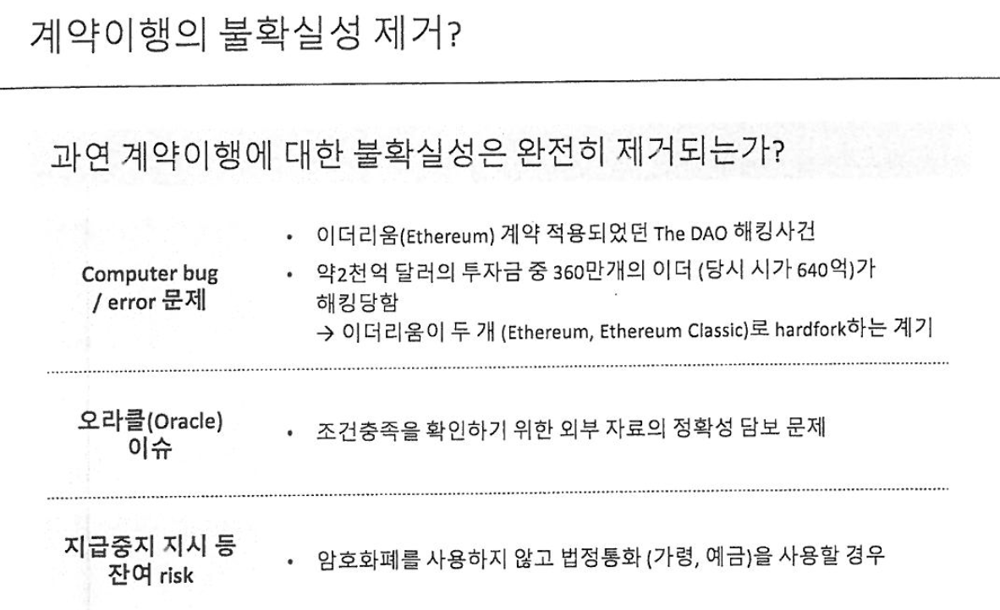 계약이행의 불확실성 제거?
과연 계약이행에 대한 불확실성은 완전히 제거되는가?
Computer bug
/ error 문제
• 이더리움(Ethereum) 계약 적용되었던 The DAO 해킹사건
• 약2천억 달러의 투자금 중 360만개의 이더 (당시 시가 640억)가
해킹당함
→ 이더리움이 두 개 (Ethereum, Ethereum Classic)로 hardfork하는 계기
오라클(Oracle)
이슈
• 조건충족을 확인하기 위한 외부 자료의 정확성 담보 문제
지급중지 지시 등
잔여 risk
• 암호화폐를 사용하지 않고 법정통화 (가령, 예금)을 사용할 경우